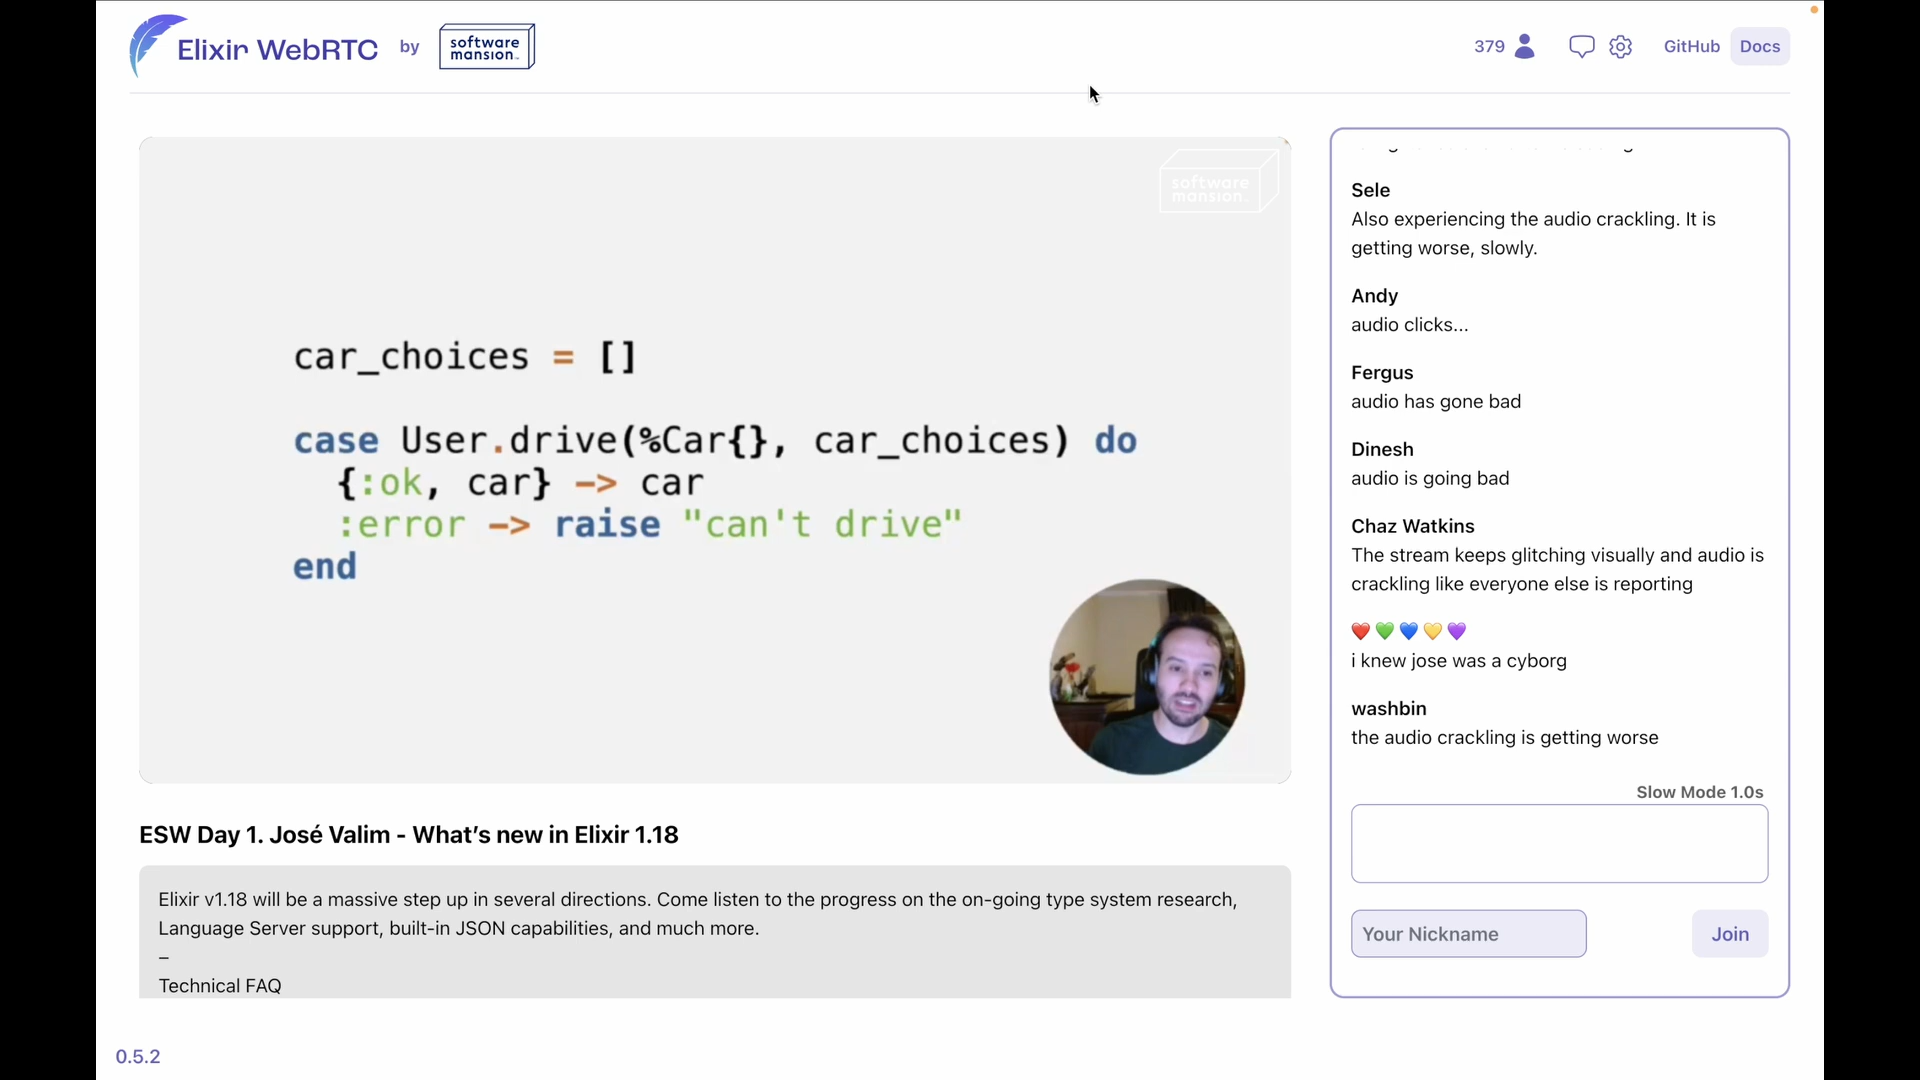 Elixir WebRTC by software mansion
379 GitHub Docs
software
mansion
car_choices = []
case User.drive(%Car{}, car_choices) do
{:ok, car} -> car
:error -> raise "can't drive"
end
ESW Day 1. José Valim - What’s new in Elixir 1.18
Elixir v1.18 will be a massive step up in several directions. Come listen to the progress on the on-going type system research,
Language Server support, built-in JSON capabilities, and much more.
–
Technical FAQ
0.5.2
Sele
Also experiencing the audio crackling. It is
getting worse, slowly.
Andy
audio clicks...
Fergus
audio has gone bad
Dinesh
audio is going bad
Chaz Watkins
The stream keeps glitching visually and audio is
crackling like everyone else is reporting
❤️💚💙💛💜
i knew jose was a cyborg
washbin
the audio crackling is getting worse
Slow Mode 1.0s
Your Nickname
Join